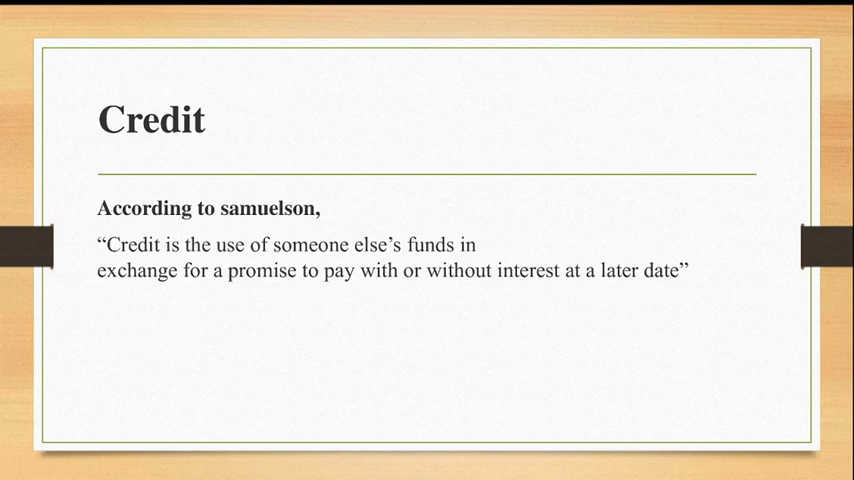 Credit
According to samuelson,
“Credit is the use of someone else’s funds in
exchange for a promise to pay with or without interest at a later date”